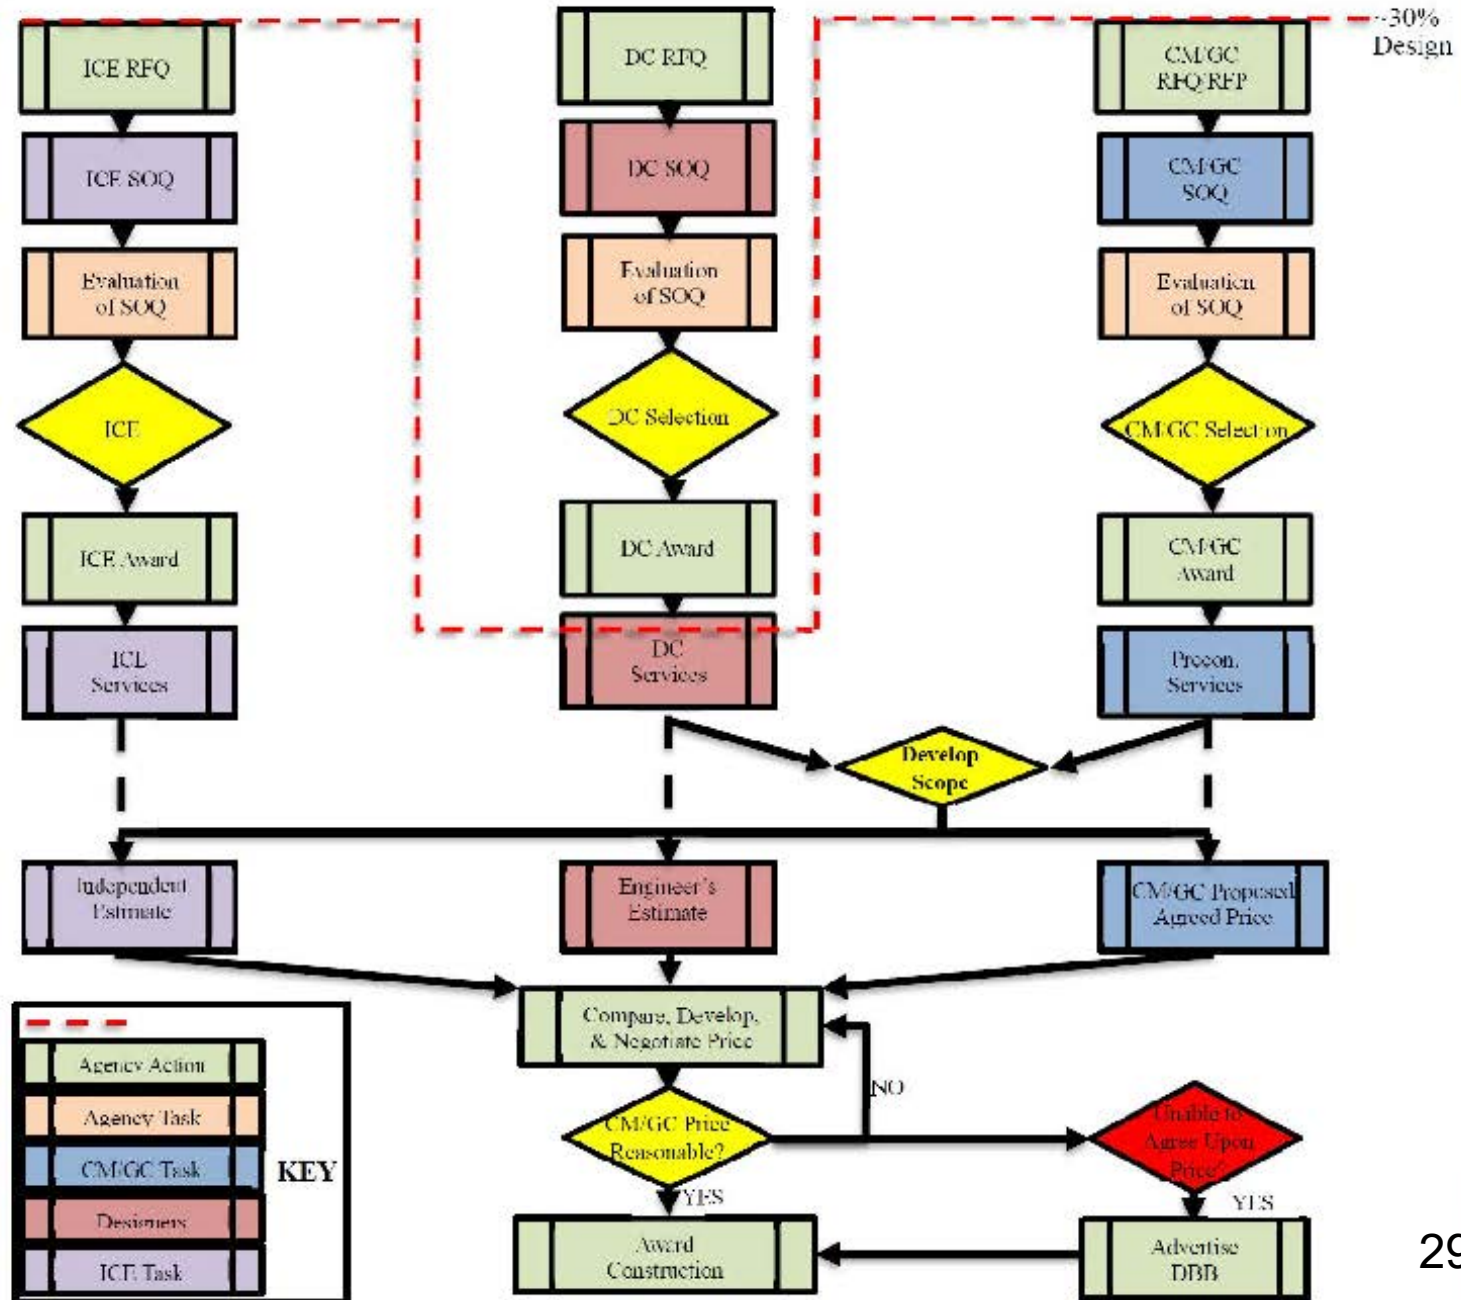 ~30%
Design
ICE RFQ
DC RFQ
CM/GC
RFQ/RFP
ICE SOQ
DC SOQ
CM/GC
SOQ
Evaluation
of SOQ
Evaluation
of SOQ
Evaluation
of SOQ
ICE
DC Selection
CM/GC Selection
ICE Award
DC Award
CM/GC
Award
ICE
Services
DC
Services
Precon.
Services
Develop
Scope
Independent
Estimate
Engineer's
Estimate
CM/GC Proposed
Agreed Price
Compare, Develop,
& Negotiate Price
NO
CM/GC Price
Reasonable?
Unable to
Agree Upon
Price?
YES
YES
Award
Construction
Advertise
DBB
Agency Action
Agency Task
CM/GC Task
Designers
ICE Task
KEY
29